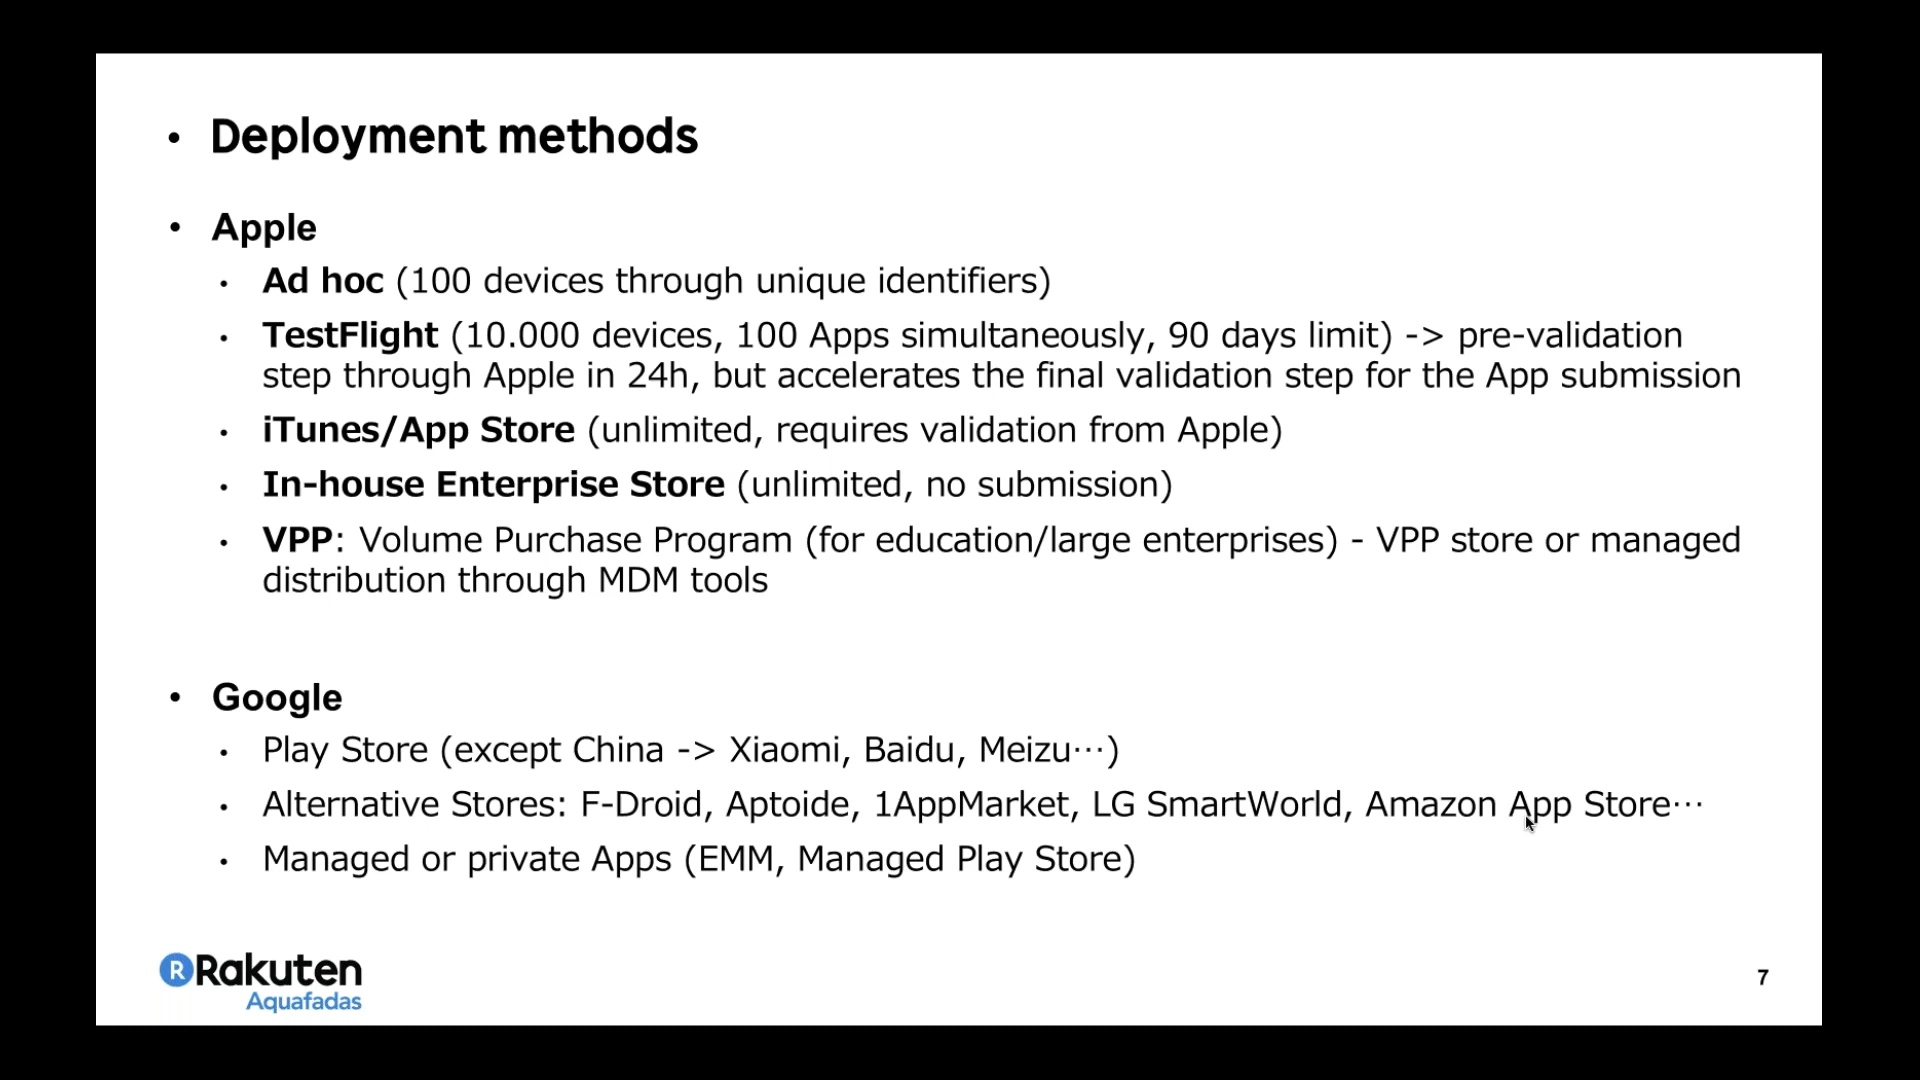 • Deployment methods
• Apple
• Ad hoc (100 devices through unique identifiers)
• TestFlight (10.000 devices, 100 Apps simultaneously, 90 days limit) -> pre-validation
step through Apple in 24h, but accelerates the final validation step for the App submission
• iTunes/App Store (unlimited, requires validation from Apple)
• In-house Enterprise Store (unlimited, no submission)
• VPP: Volume Purchase Program (for education/large enterprises) - VPP store or managed
distribution through MDM tools
• Google
• Play Store (except China -> Xiaomi, Baidu, Meizu…)
• Alternative Stores: F-Droid, Aptoide, 1AppMarket, LG SmartWorld, Amazon App Store…
• Managed or private Apps (EMM, Managed Play Store)
R Rakuten
Aquafadas
7